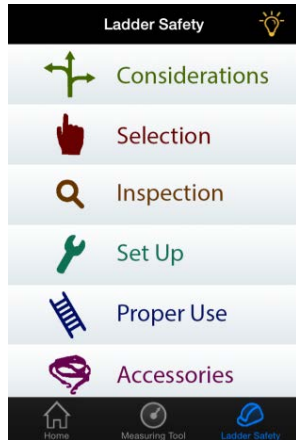 Ladder Safety
Considerations
Selection
Inspection
Set Up
Proper Use
Accessories
Home Measuring Tool Ladder Safety